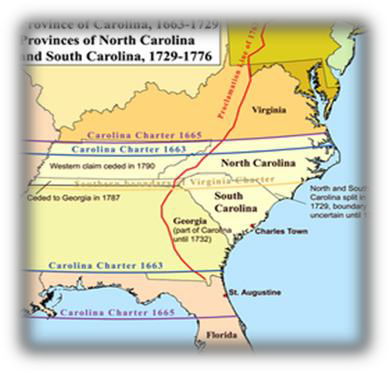 Province of Carolina, 1663-1729
Provinces of North Carolina
and South Carolina, 1729-1776
Proclamation Line of 17
Virginia
Carolina Charter 1665
Carolina Charter 1663
Western claim ceded in 1790
North Carolina
Southern boundary of Virginia Charter
Ceded to Georgia in 1787
South
Carolina
North and South
Carolina split in
1729, boundary
uncertain until 1
Georgia
(part of Carolina
until 1732)
Charles Town
Carolina Charter 1663
St. Augustine
Carolina Charter 1665
Florida